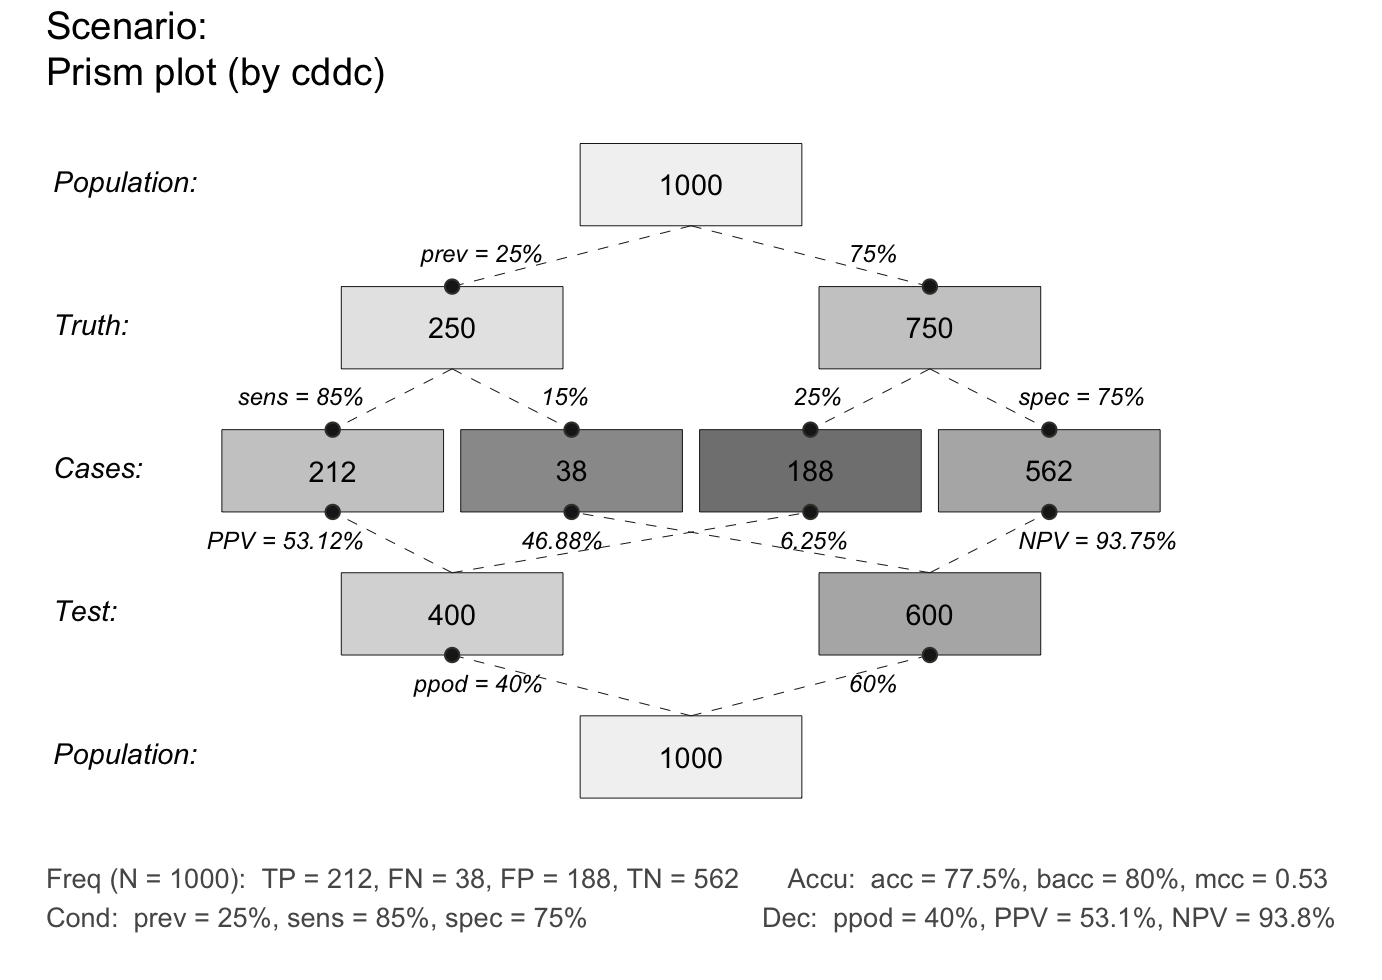 Scenario:
Prism plot (by cddc)
Population:
1000
prev = 25%
75%
Truth:
250
750
sens = 85%
15%
25%
spec = 75%
Cases:
212
38
188
562
PPV = 53.12%
46.88%
6.25%
NPV = 93.75%
Test:
400
600
ppod = 40%
60%
Population:
1000
Freq (N = 1000):  TP = 212, FN = 38, FP = 188, TN = 562
Accu:  acc = 77.5%, bacc = 80%, mcc = 0.53
Cond:  prev = 25%, sens = 85%, spec = 75%
Dec:  ppod = 40%, PPV = 53.1%, NPV = 93.8%